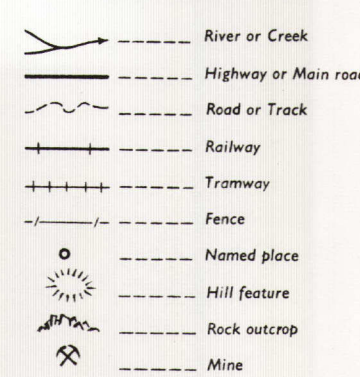 River or Creek
Highway or Main road
Road or Track
Railway
Tramway
Fence
Named place
Hill feature
Rock outcrop
Mine